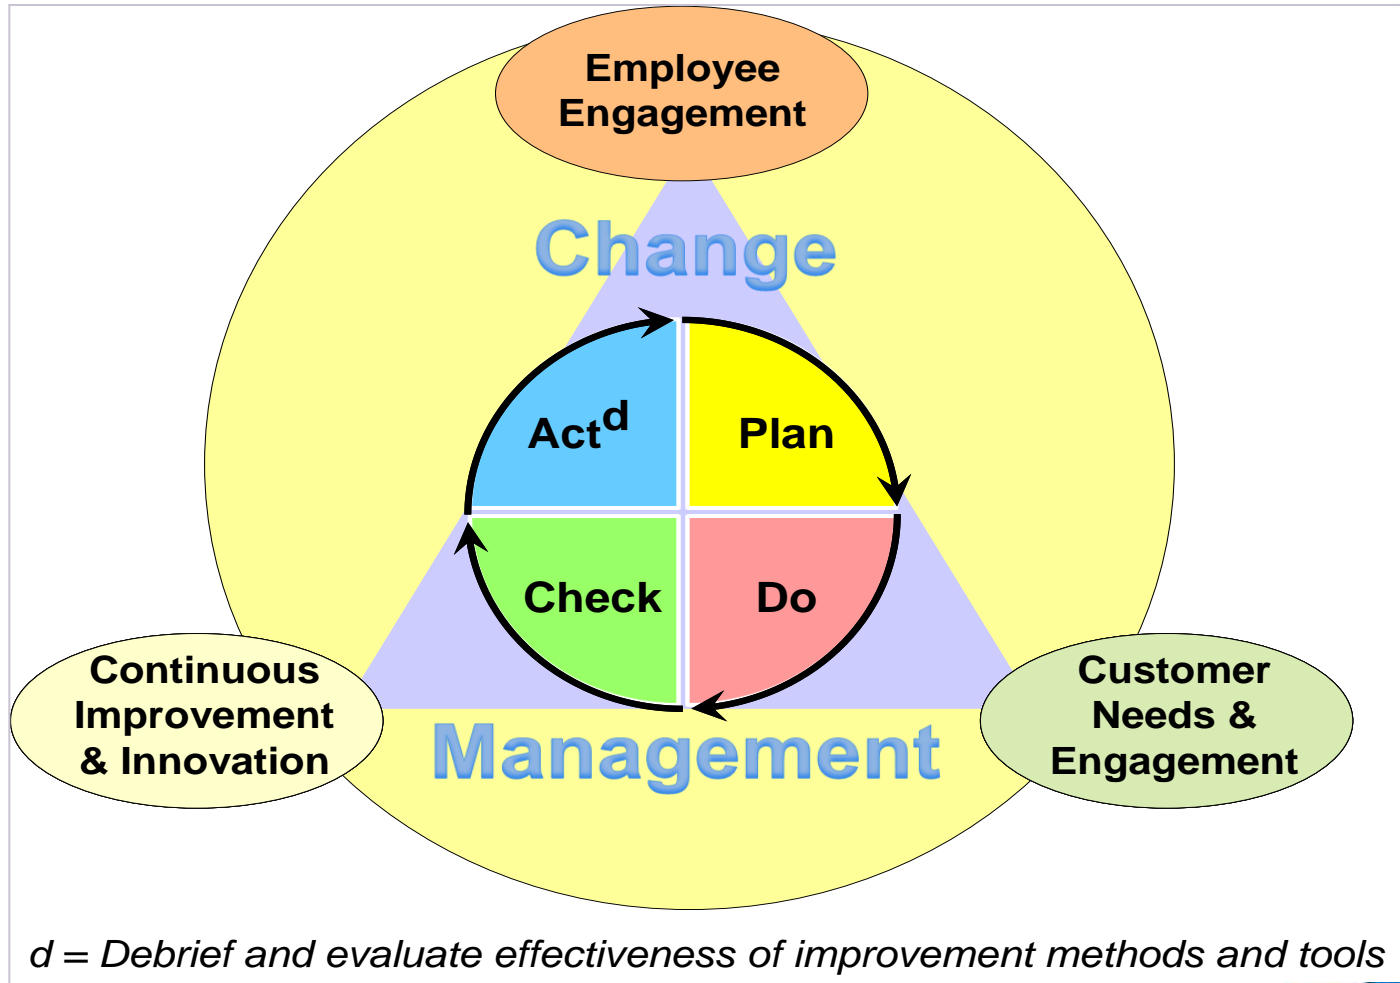 Employee
Engagement
Change
Act^d
Plan
Check
Do
Continuous
Improvement
& Innovation
Customer
Needs &
Engagement
Management
d = Debrief and evaluate effectiveness of improvement methods and tools